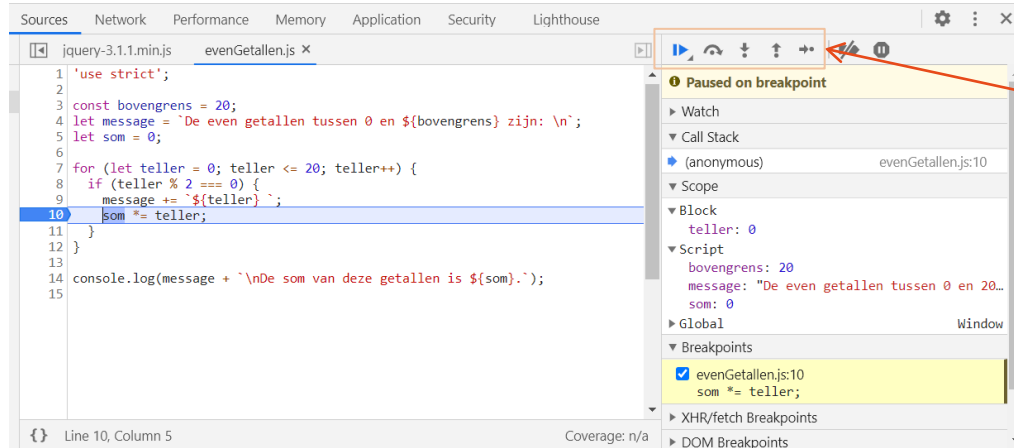 Sources Network Performance Memory Application Security Lighthouse
jquery-3.1.1.min.js evenGetallen.js
1 'use strict';
2
3 const bovengrens = 20;
4 let message = `De even getallen tussen 0 en ${bovengrens} zijn: \n`;
5 let som = 0;
6
7 for (let teller = 0; teller <= 20; teller++) {
8 if (teller % 2 === 0) {
9 message += `${teller} `;
10 som *= teller;
11 }
12 }
13
14 console.log(message + `\nDe som van deze getallen is ${som}.`);
15
{} Line 10, Column 5 Coverage: n/a
Paused on breakpoint
Watch
Call Stack
(anonymous) evenGetallen.js:10
Scope
Block
teller: 0
Script
bovengrens: 20
message: "De even getallen tussen 0 en 20…
som: 0
Global Window
Breakpoints
evenGetallen.js:10
som *= teller;
XHR/fetch Breakpoints
DOM Breakpoints